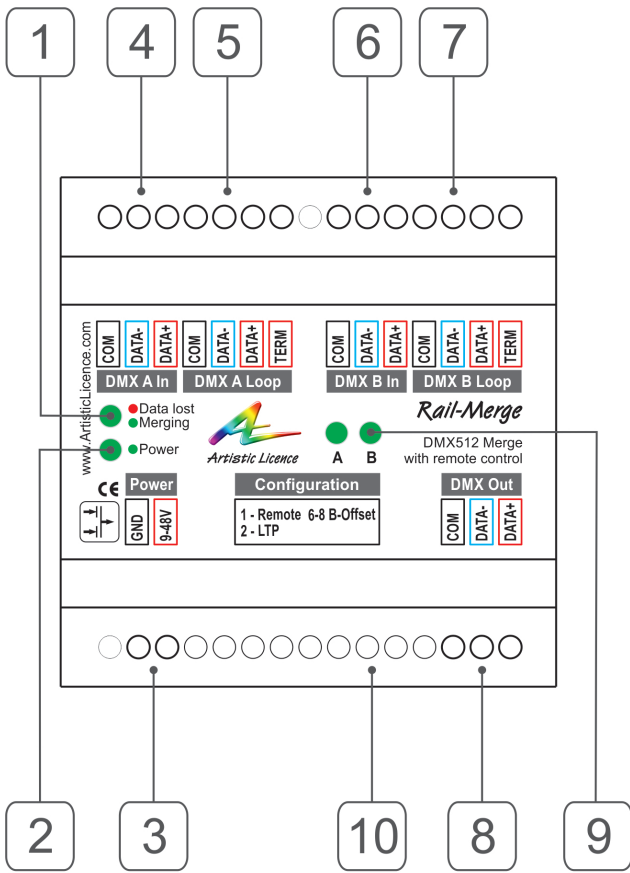 1
4
5
6
7
www.ArtisticLicence.com
COM
DATA-
DATA+
COM
DATA-
DATA+
TERM
COM
DATA-
DATA+
COM
DATA-
DATA+
TERM
DMX A In
DMX A Loop
DMX B In
DMX B Loop
Data lost
Merging
Power
Artistic Licence
A B
Rail-Merge
DMX512 Merge
with remote control
CE
Power
Configuration
DMX Out
GND
9-48V
1 - Remote 6-8 B-Offset
2 - LTP
COM
DATA-
DATA+
2
3
10
8
9